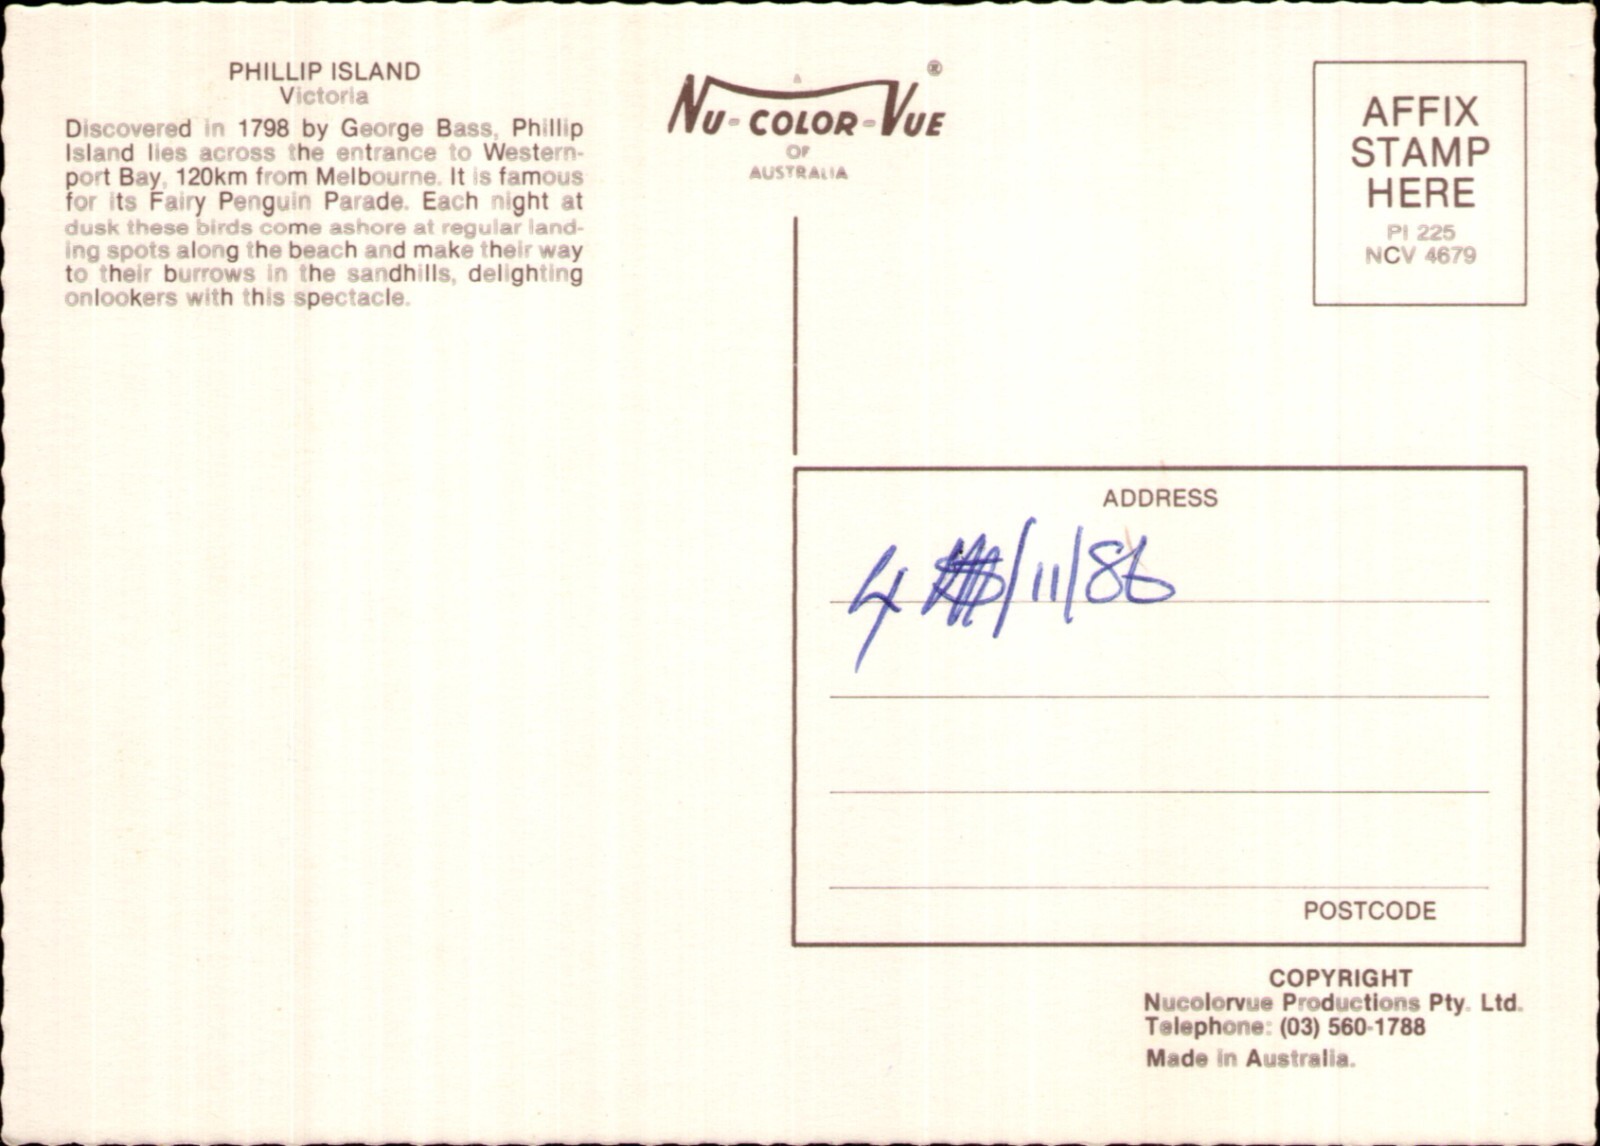 PHILLIP ISLAND
Victoria
Discovered in 1798 by George Bass, Phillip
Island lies across the entrance to Western-
port Bay, 120km from Melbourne. It is famous
for its Fairy Penguin Parade. Each night at
dusk these birds come ashore at regular land-
ing spots along the beach and make their way
to their burrows in the sandhills, delighting
onlookers with this spectacle.
A
NU-COLOR-VUE ®
OF
AUSTRALIA
AFFIX
STAMP
HERE
PI 225
NCV 4679
ADDRESS
4 /11/86
POSTCODE
COPYRIGHT
Nucolorvue Productions Pty. Ltd.
Telephone: (03) 560-1788
Made in Australia.